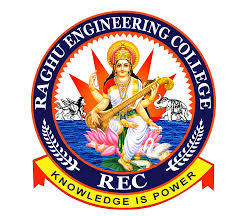 RAGHU ENGINEERING COLLEGE
REC
KNOWLEDGE IS POWER